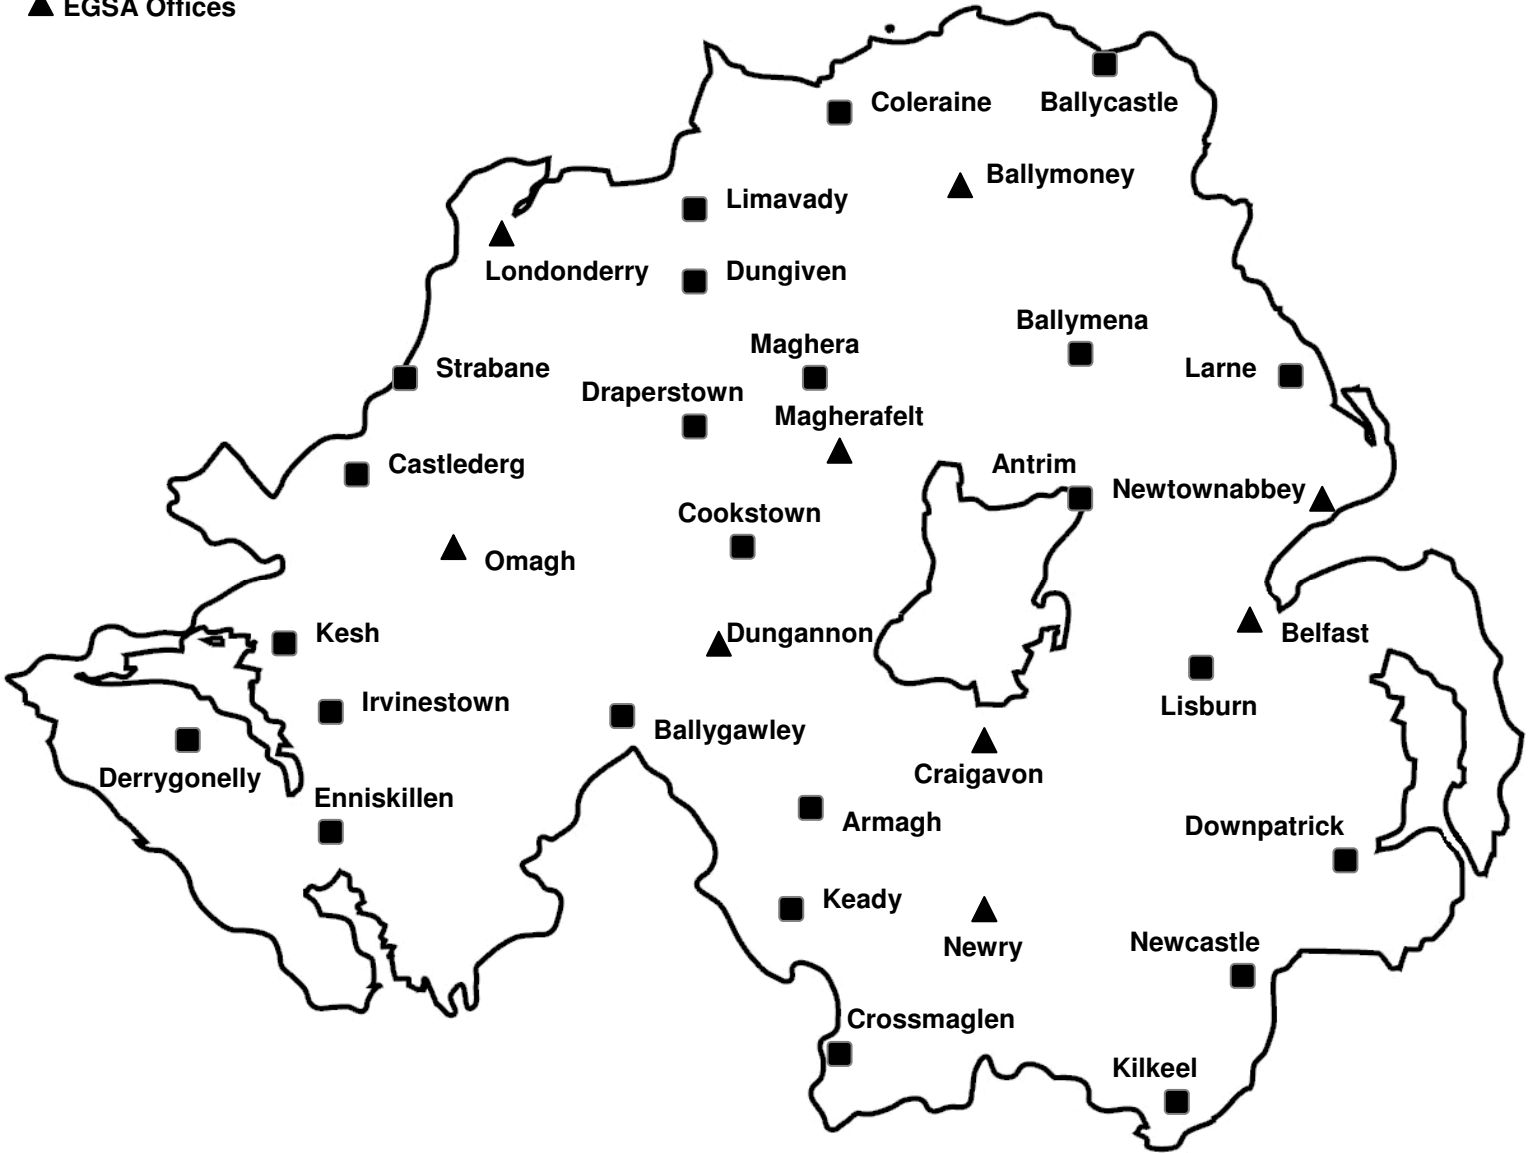 EGSA Offices
Coleraine
Ballycastle
Ballymoney
Limavady
Londonderry
Dungiven
Ballymena
Maghera
Strabane
Larne
Draperstown
Magherafelt
Castlederg
Antrim
Newtownabbey
Cookstown
Omagh
Kesh
Dungannon
Belfast
Irvinestown
Lisburn
Ballygawley
Derrygonelly
Craigavon
Enniskillen
Armagh
Downpatrick
Keady
Newry
Newcastle
Crossmaglen
Kilkeel